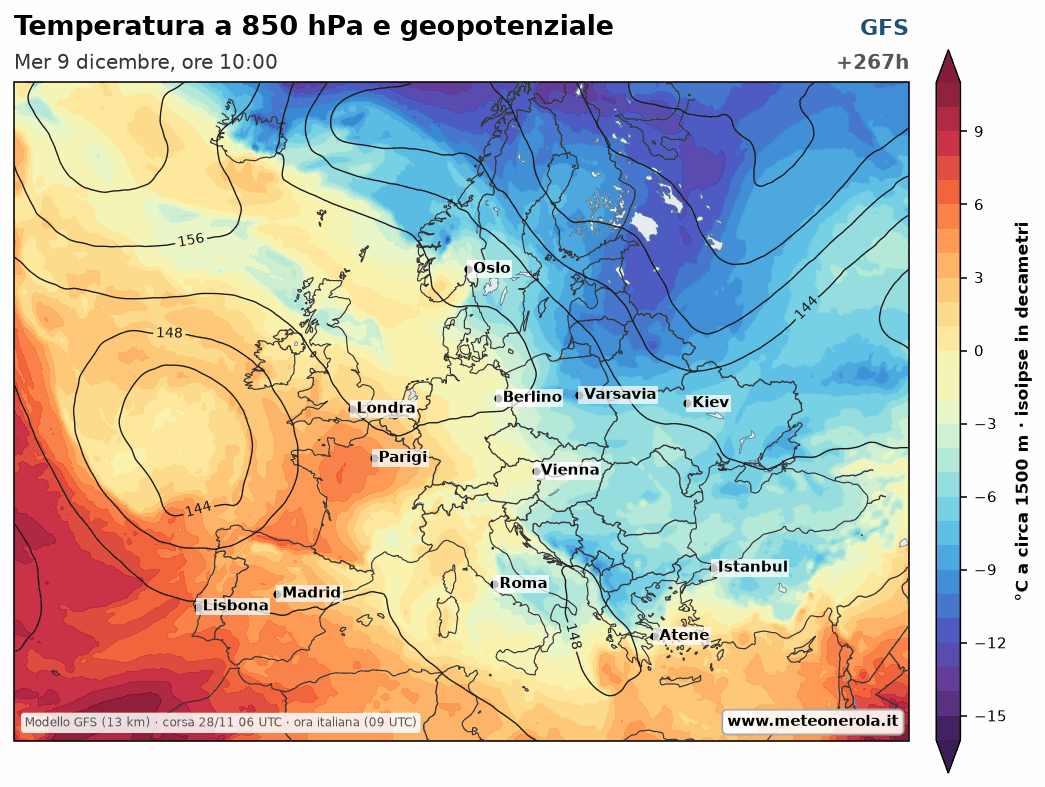 Temperatura a 850 hPa e geopotenziale
GFS
Mer 9 dicembre, ore 10:00
+267h
156
148
144
144
148
Oslo
Berlino
Varsavia
Kiev
Londra
Parigi
Vienna
Istanbul
Roma
Madrid
Lisbona
Atene
9
6
3
0
−3
−6
−9
−12
−15
°C a circa 1500 m · isoipse in decametri
Modello GFS (13 km) · corsa 28/11 06 UTC · ora italiana (09 UTC)
www.meteonerola.it